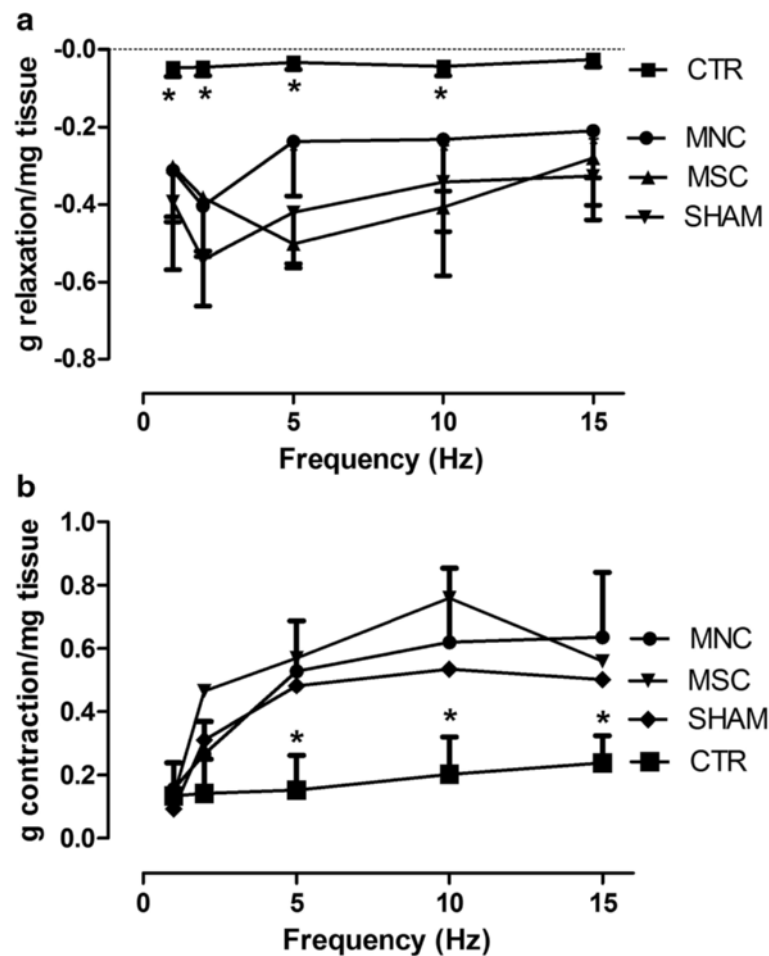 a
g relaxation/mg tissue
-0.0
-0.2
-0.4
-0.6
-0.8
* * * *
CTR
MNC
MSC
SHAM
0 5 10 15
Frequency (Hz)
b
g contraction/mg tissue
1.0
0.8
0.6
0.4
0.2
0.0
* * *
MNC
MSC
SHAM
CTR
0 5 10 15
Frequency (Hz)